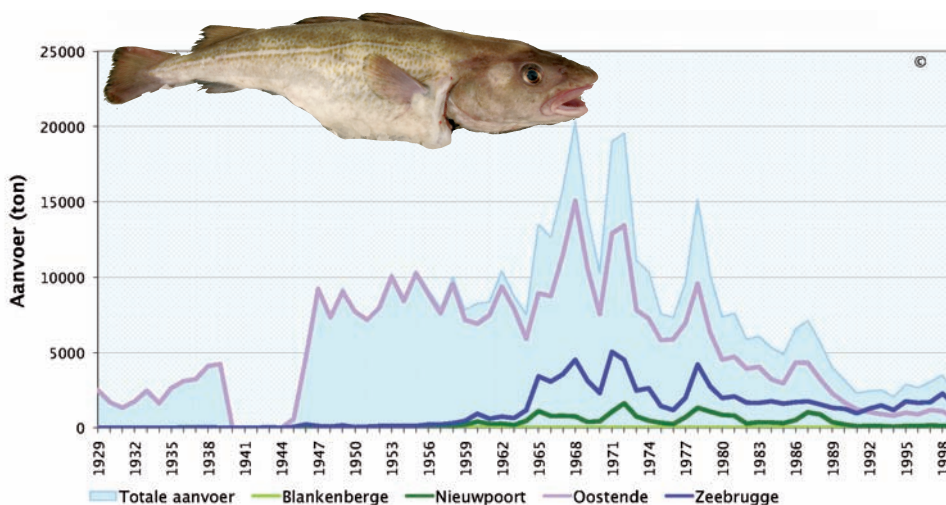 25000
©
20000
15000
10000
5000
0
Aanvoer (ton)
1929 1932 1935 1938 1941 1944 1947 1950 1953 1956 1959 1962 1965 1968 1971 1974 1977 1980 1983 1986 1989 1992 1995 1998
Totale aanvoer Blankenberge Nieuwpoort Oostende Zeebrugge